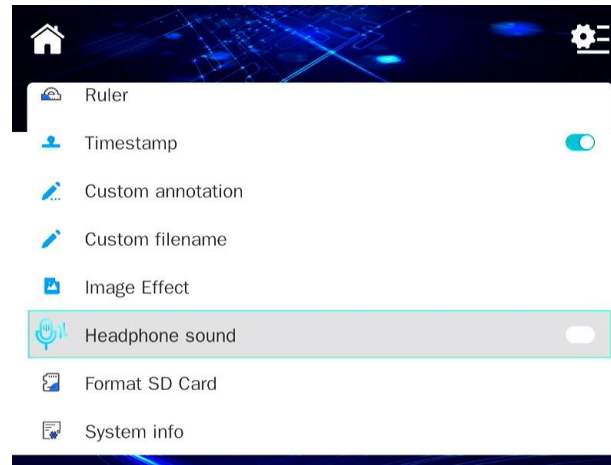 Ruler
Timestamp
Custom annotation
Custom filename
Image Effect
Headphone sound
Format SD Card
System info